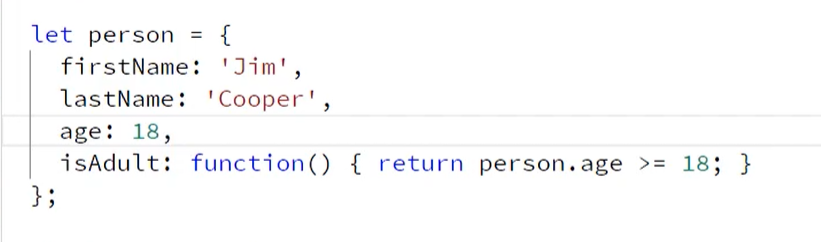 let person = {
  firstName: 'Jim',
  lastName: 'Cooper',
  age: 18,
  isAdult: function() { return person.age >= 18; }
};